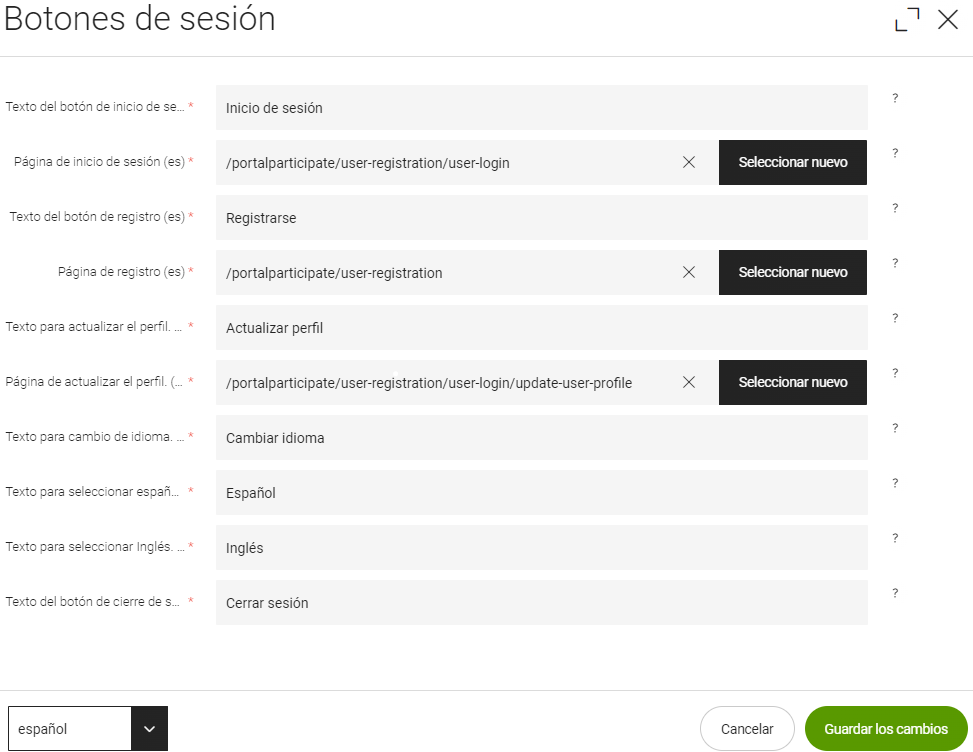 Botones de sesión
Texto del botón de inicio de se... * Inicio de sesión ?
Página de inicio de sesión (es) * /portalparticipate/user-registration/user-login Seleccionar nuevo ?
Texto del botón de registro (es) * Registrarse ?
Página de registro (es) * /portalparticipate/user-registration Seleccionar nuevo ?
Texto para actualizar el perfil. ... * Actualizar perfil ?
Página de actualizar el perfil. (... * /portalparticipate/user-registration/user-login/update-user-profile Seleccionar nuevo ?
Texto para cambio de idioma. ... * Cambiar idioma ?
Texto para seleccionar españ... * Español ?
Texto para seleccionar Inglés. ... * Inglés ?
Texto del botón de cierre de s... * Cerrar sesión ?
español Cancelar Guardar los cambios